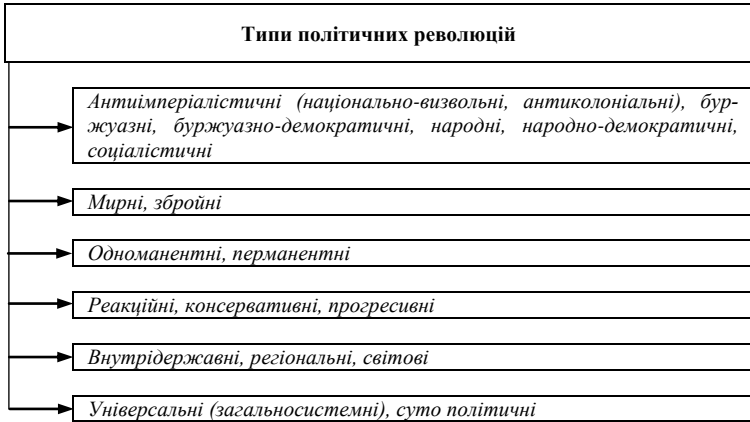 Типи політичних революцій
Антиімперіалістичні (національно-визвольні, антиколоніальні), бур-
жуазні, буржуазно-демократичні, народні, народно-демократичні,
соціалістичні
Мирні, збройні
Одноманентні, перманентні
Реакційні, консервативні, прогресивні
Внутрідержавні, регіональні, світові
Універсальні (загальносистемні), суто політичні